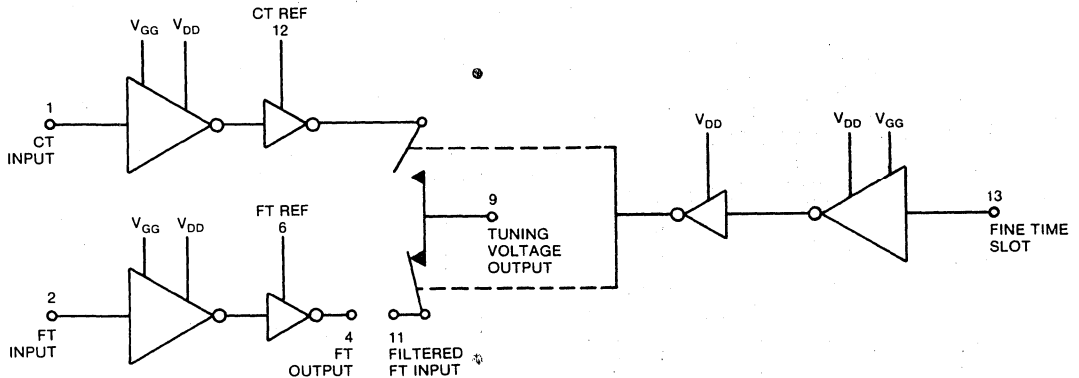 CT REF
12
V_GG V_DD
1
CT
INPUT
V_DD
V_DD V_GG
9
TUNING
VOLTAGE
OUTPUT
13
FINE TIME
SLOT
FT REF
6
V_GG V_DD
2
FT
INPUT
4
FT
OUTPUT
11
FILTERED
FT INPUT